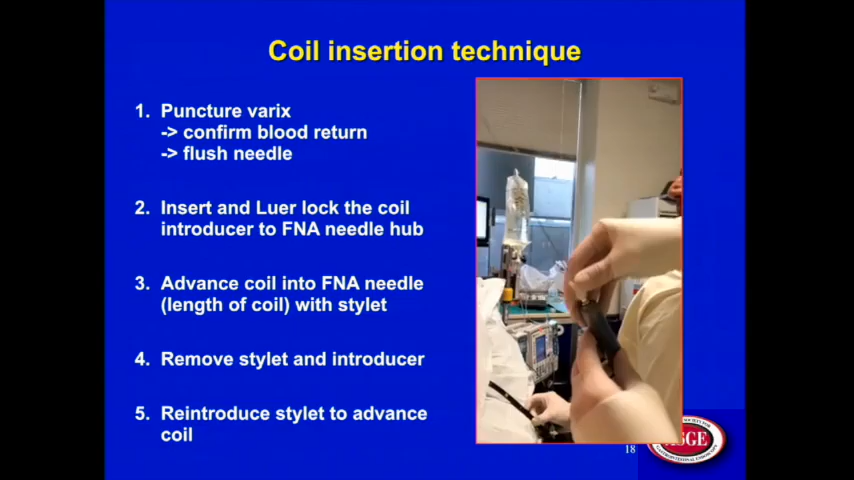 Coil insertion technique
1. Puncture varix
-> confirm blood return
-> flush needle
2. Insert and Luer lock the coil
introducer to FNA needle hub
3. Advance coil into FNA needle
(length of coil) with stylet
4. Remove stylet and introducer
5. Reintroduce stylet to advance
coil
18